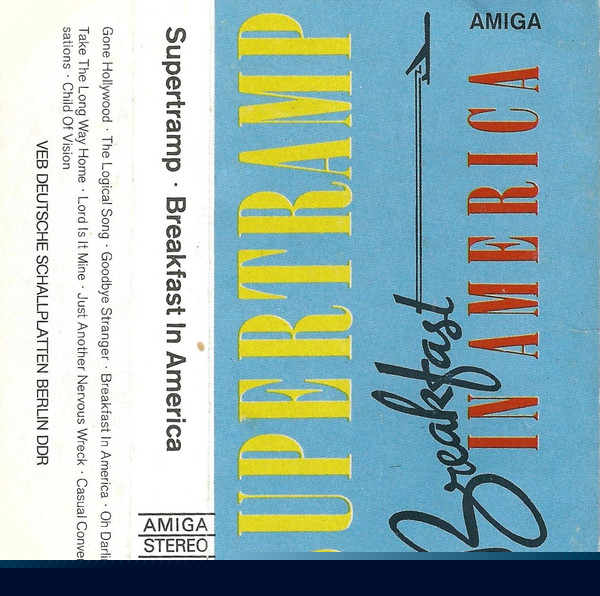 Gone Hollywood · The Logical Song · Goodbye Stranger · Breakfast In America · Oh Darli
Take The Long Way Home · Lord Is It Mine · Just Another Nervous Wreck · Casual Conve
sations · Child Of Vision
VEB DEUTSCHE SCHALLPLATTEN BERLIN DDR
Supertramp · Breakfast In America
AMIGA
STEREO
UPERTRAMP
Breakfast
IN AMERICA
AMIGA